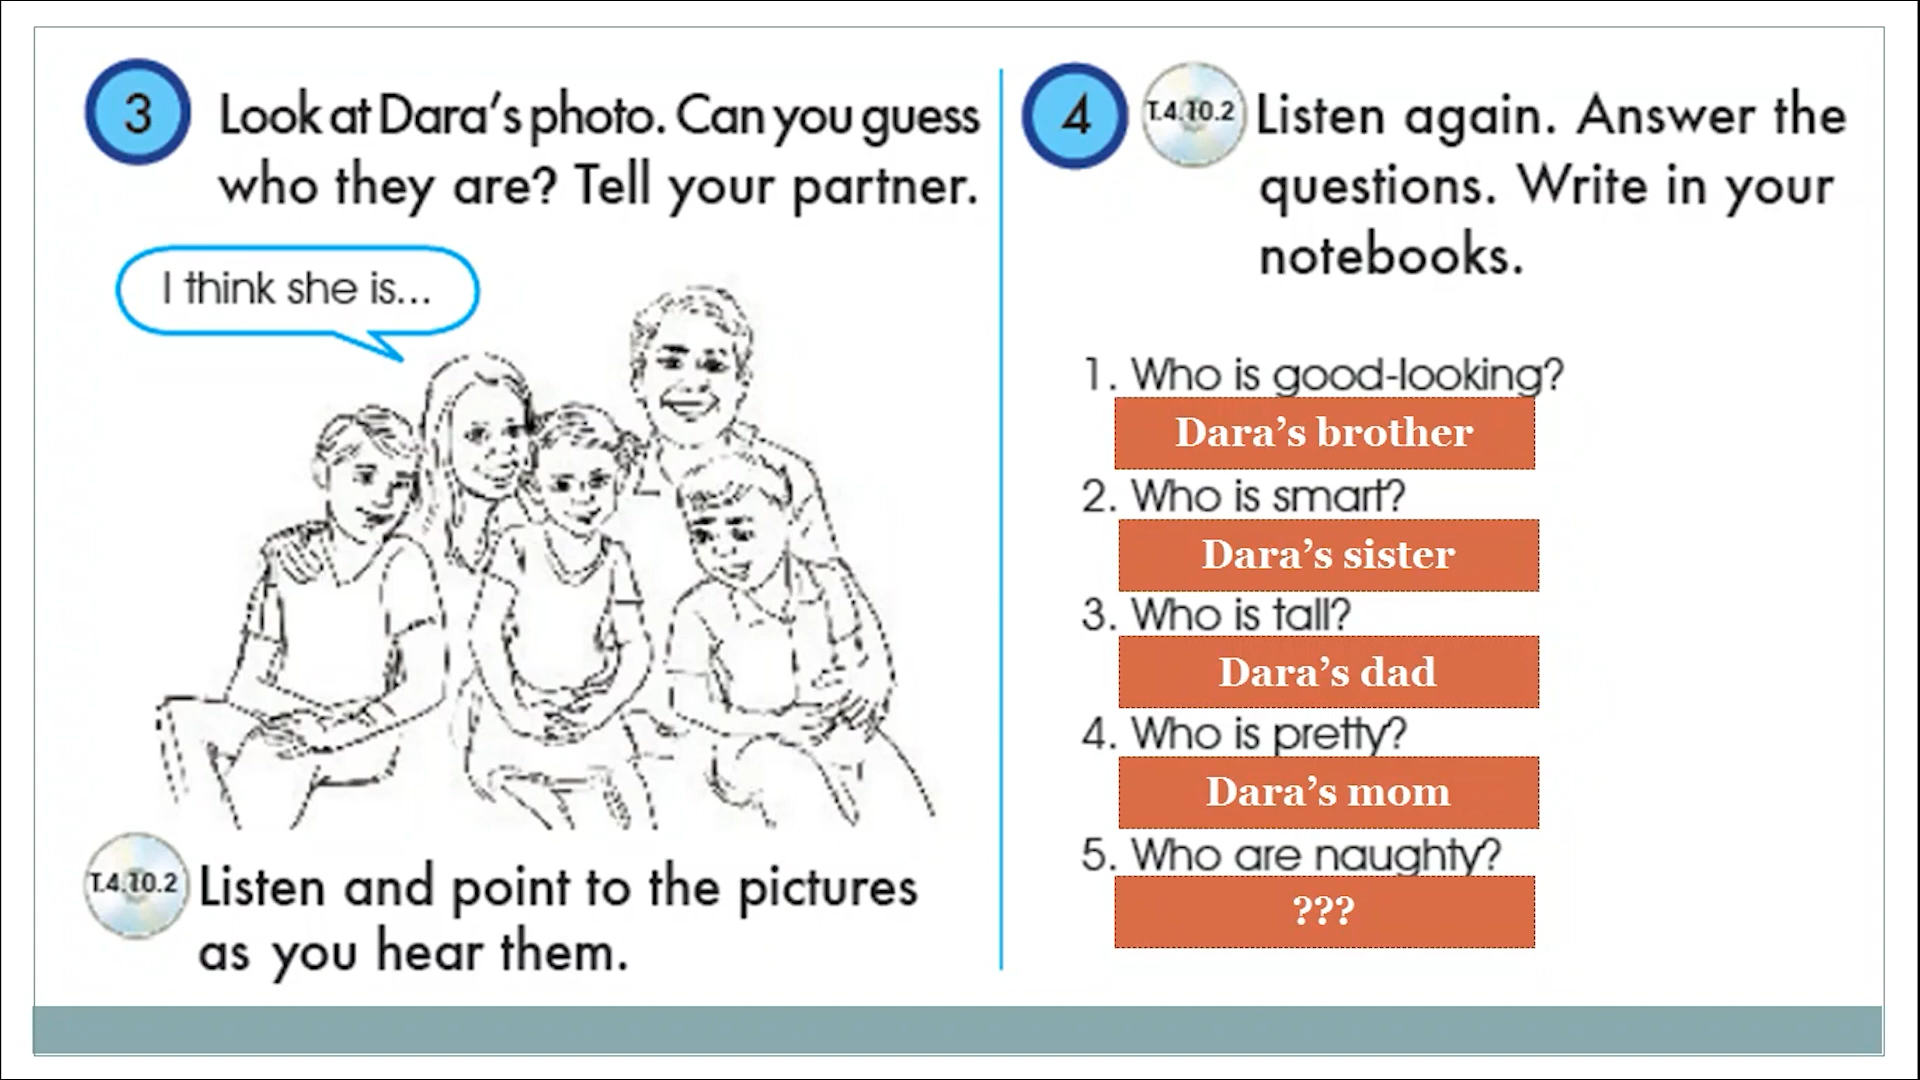 3
Look at Dara's photo. Can you guess
who they are? Tell your partner.
I think she is...
T.4.10.2
Listen and point to the pictures
as you hear them.
4
T.4.10.2
Listen again. Answer the
questions. Write in your
notebooks.
1. Who is good-looking?
Dara's brother
2. Who is smart?
Dara's sister
3. Who is tall?
Dara's dad
4. Who is pretty?
Dara's mom
5. Who are naughty?
???